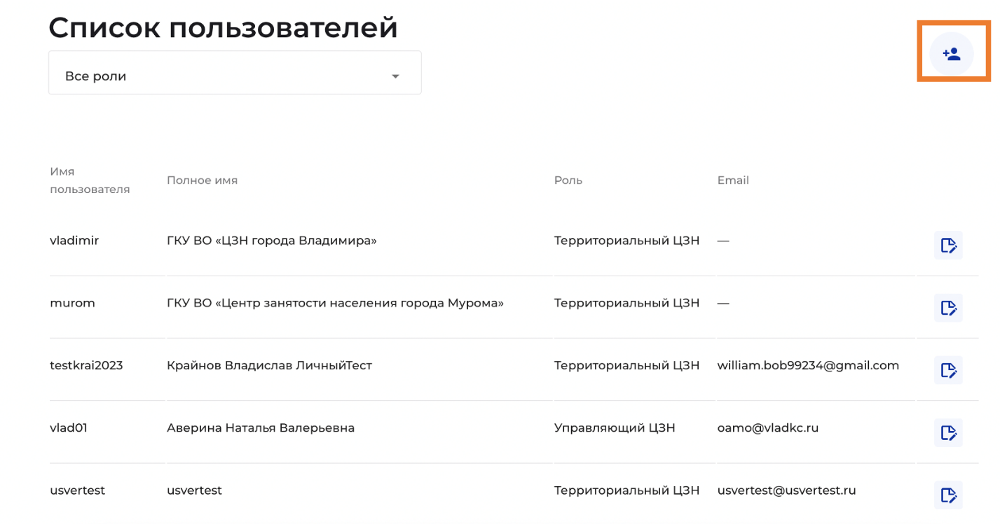 Список пользователей
Все роли
Имя
пользователя
Полное имя
Роль
Email
vladimir
ГКУ ВО «ЦЗН города Владимира»
Территориальный ЦЗН
—
murom
ГКУ ВО «Центр занятости населения города Мурома»
Территориальный ЦЗН
—
testkrai2023
Крайнов Владислав ЛичныйТест
Территориальный ЦЗН
william.bob99234@gmail.com
vlad01
Аверина Наталья Валерьевна
Управляющий ЦЗН
oamo@vladkc.ru
usvertest
usvertest
Территориальный ЦЗН
usvertest@usvertest.ru